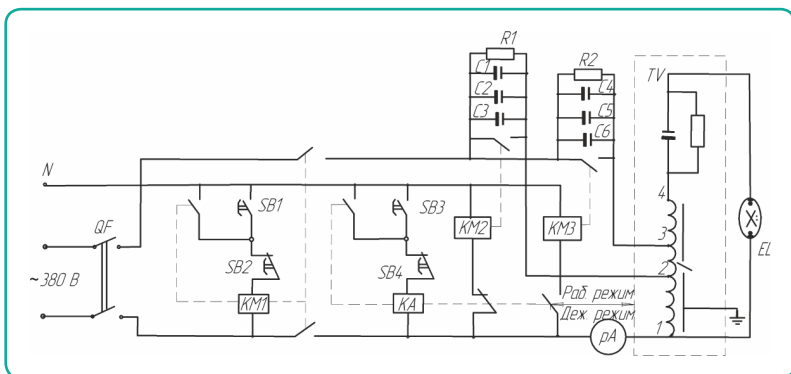 R1
C1
C2
C3
R2
C4
C5
C6
TV
N
QF
~380 В
SB1
SB2
KM1
SB3
SB4
KA
KM2
KM3
Раб режим
Деж режим
pA
4
3
2
1
EL